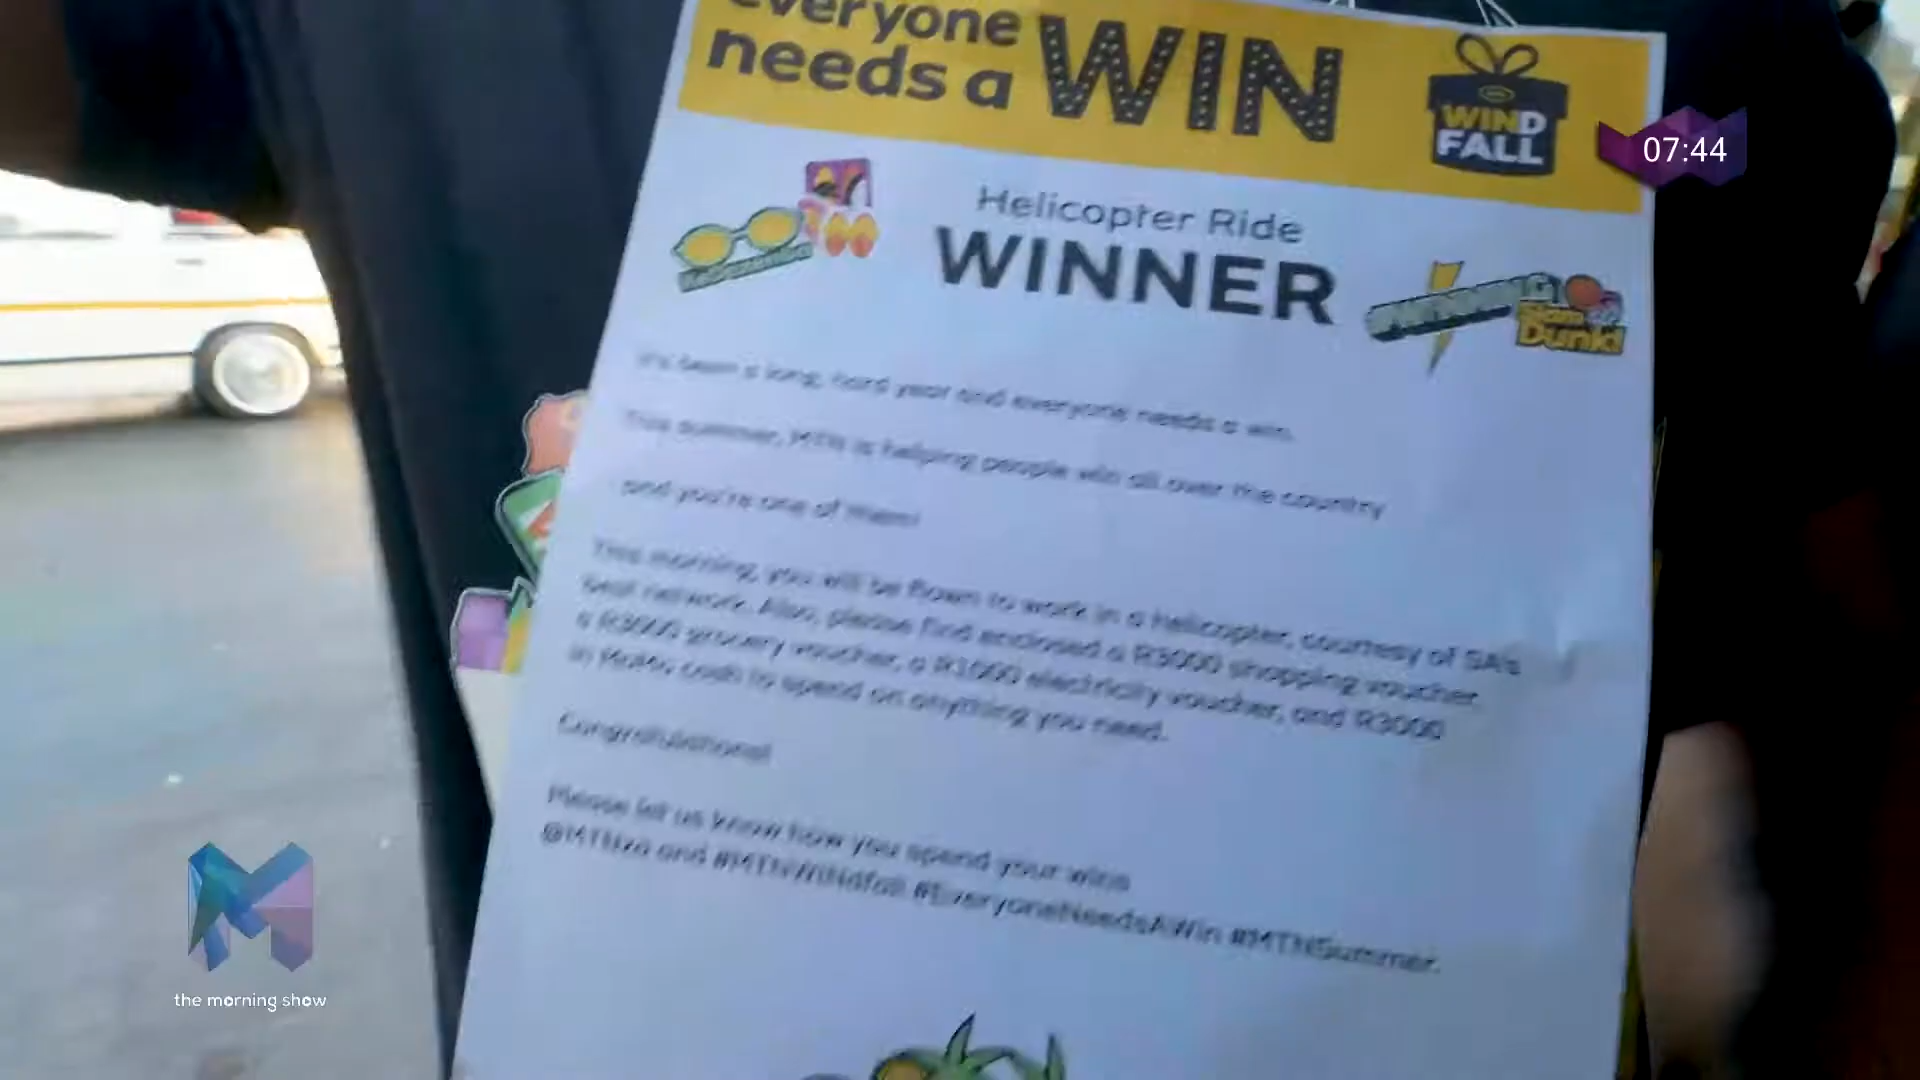 everyone
needs a WIN
WIND
FALL
07:44
Helicopter Ride
WINNER
#WINNING
Slam
Dunk!
It's been a long, hard year and everyone needs a win.
This summer, MTN is helping people win all over the country
and you're one of them!
This morning, you will be flown to work in a helicopter, courtesy of SA's
best network. Also, please find enclosed a R3000 shopping voucher,
a R3000 grocery voucher, a R1000 electricity voucher, and R3000
in MoMo cash to spend on anything you need.
Congratulations!
Please let us know how you spend your wins
@MTNza and #MTNWINdfall #EveryoneNeedsAWin #MTNSummer.
the morning show